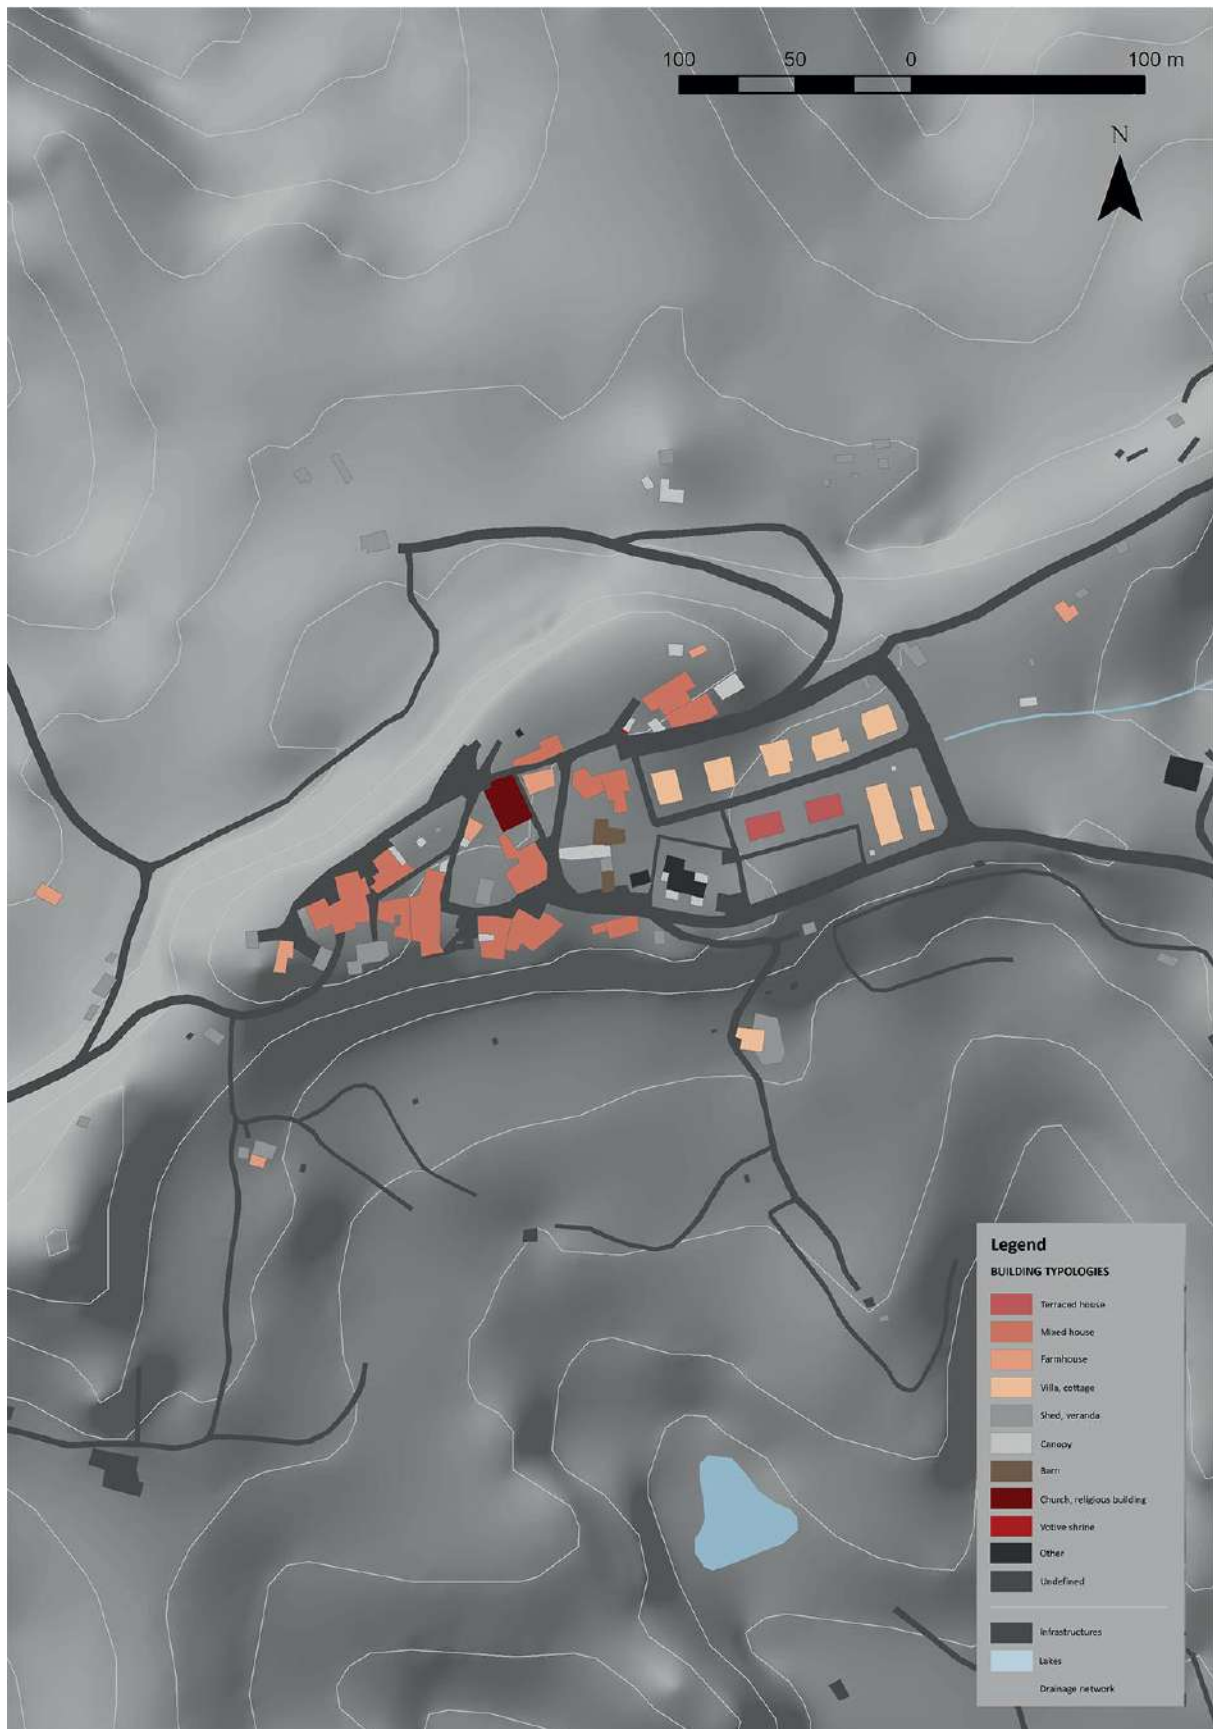 100 50 0 100 m
N
Legend
BUILDING TYPOLOGIES
Terraced house
Mixed house
Farmhouse
Villa, cottage
Shed, veranda
Canopy
Barn
Church, religious building
Votive shrine
Other
Undefined
Infrastructures
Lakes
Drainage network